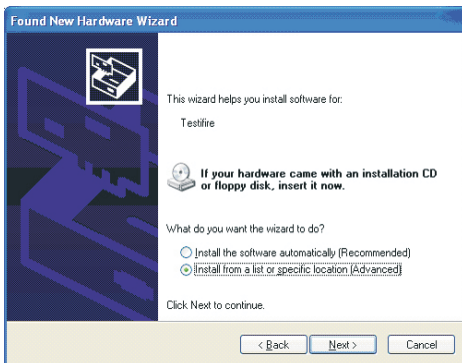 Found New Hardware Wizard
This wizard helps you install software for:
Testifire
If your hardware came with an installation CD
or floppy disk, insert it now.
What do you want the wizard to do?
Install the software automatically (Recommended)
Install from a list or specific location (Advanced)
Click Next to continue.
< Back Next > Cancel